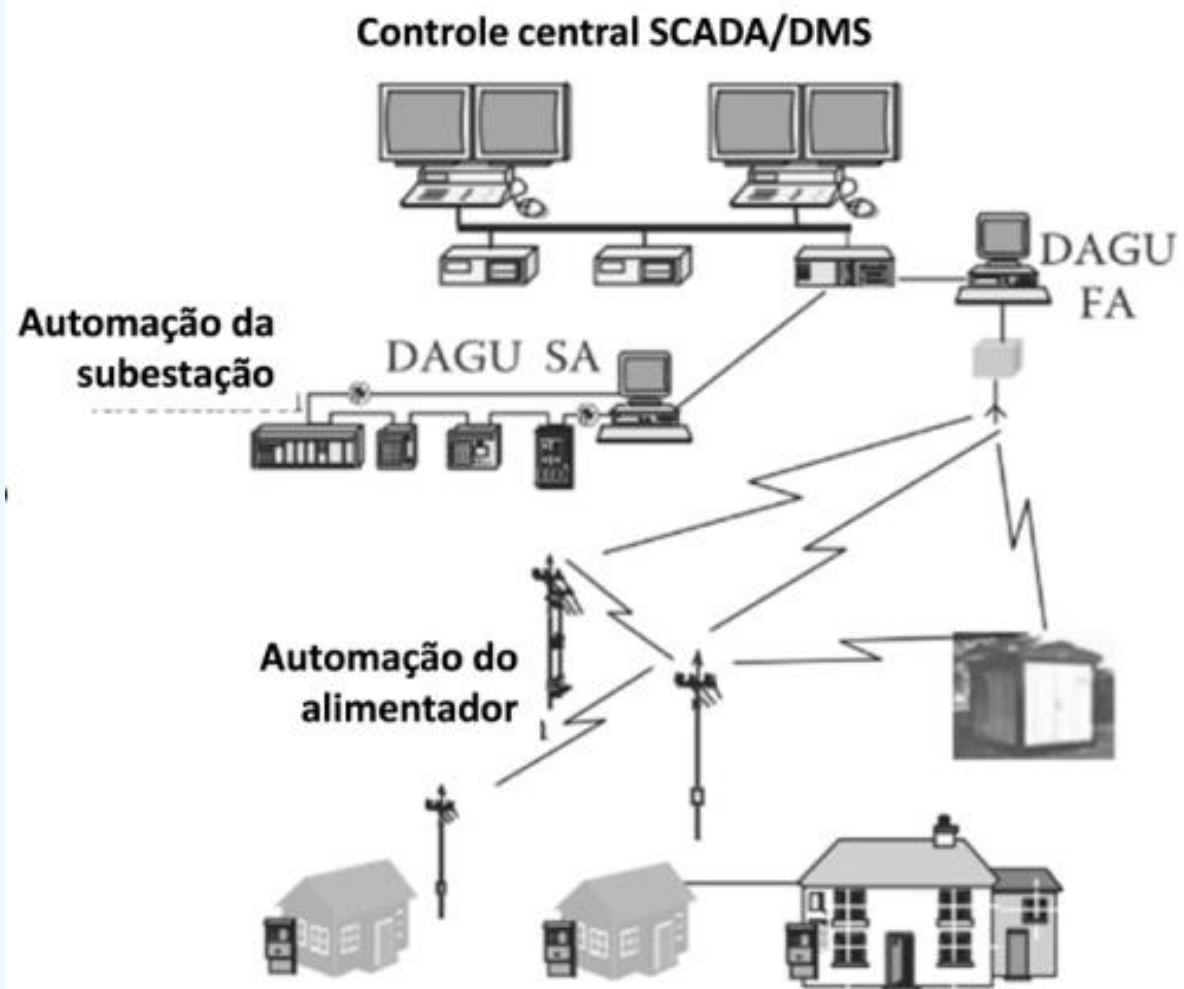 Controle central SCADA/DMS
DAGU
FA
Automação da
subestação
DAGU SA
Automação do
alimentador